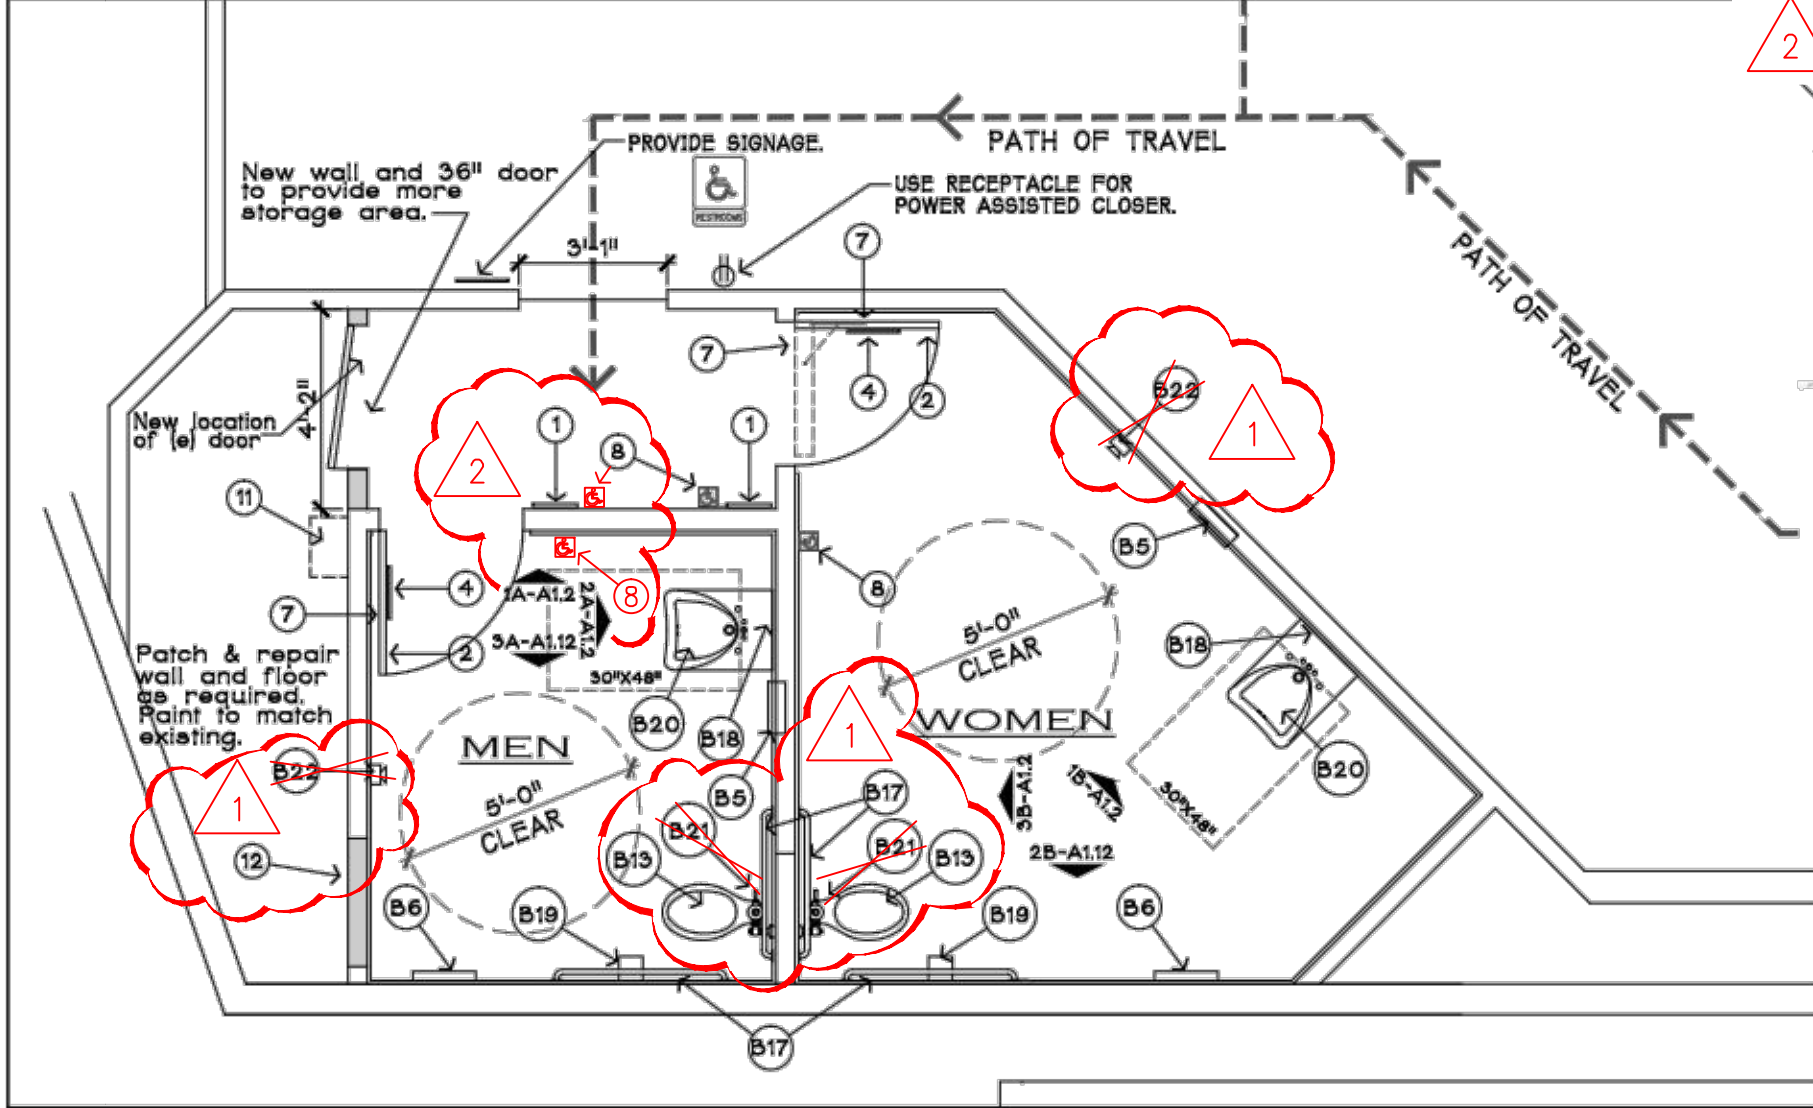 2
PROVIDE SIGNAGE.
PATH OF TRAVEL
New wall and 36" door
to provide more
storage area.
USE RECEPTACLE FOR
POWER ASSISTED CLOSER.
RESTROOMS
3'-1"
7
PATH OF TRAVEL
7
4
2
B22
1
4'-2"
New location
of (e) door
1
8
1
2
11
B5
4
8
8
7
1A-A1.2
2A-A1.2
3A-A1.12
2
5'-0"
CLEAR
B18
Patch & repair
wall and floor
as required.
Paint to match
existing.
30"X48"
B20
B18
WOMEN
MEN
1
B22
1
5'-0"
CLEAR
B5
B17
3B-A1.2
1B-A1.2
30"X48"
B20
B21
B21
B13
B13
2B-A1.12
12
B6
B19
B19
B6
B17